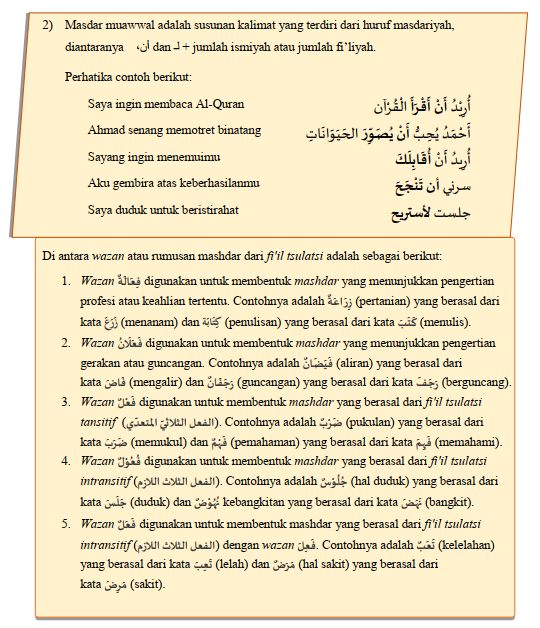 2) Masdar muawwal adalah susunan kalimat yang terdiri dari huruf masdariyah,
diantaranya أن، dan لـ + jumlah ismiyah atau jumlah fi’liyah.
Perhatika contoh berikut:
Saya ingin membaca Al-Quran أُرِيْدُ أَنْ أَقْرَأَ الْقُرْآن
Ahmad senang memotret binatang أَحْمَدُ يُحِبُّ أَنْ يُصَوِّرَ الحَيَوَانَاتِ
Sayang ingin menemuimu أُرِيدُ أَنْ أُقَابِلَكَ
Aku gembira atas keberhasilanmu سرني أن تَنْجَحَ
Saya duduk untuk beristirahat جلست لأستريح
Di antara wazan atau rumusan mashdar dari fi'il tsulatsi adalah sebagai berikut:
1. Wazan فِعَالَةٌ digunakan untuk membentuk mashdar yang menunjukkan pengertian
profesi atau keahlian tertentu. Contohnya adalah زِرَاعَةٌ (pertanian) yang berasal dari
kata زَرَعَ (menanam) dan كِتَابَة (penulisan) yang berasal dari kata كَتَبَ (menulis).
2. Wazan فَعَلَانُ digunakan untuk membentuk mashdar yang menunjukkan pengertian
gerakan atau guncangan. Contohnya adalah فَيَضَانٌ (aliran) yang berasal dari
kata فَاضَ (mengalir) dan رَجَفَانٌ (guncangan) yang berasal dari kata رَجَفَ (berguncang).
3. Wazan فَعْلٌ digunakan untuk membentuk mashdar yang berasal dari fi'il tsulatsi
tansitif (الفعل الثلاثيّ المتعدّي). Contohnya adalah ضَرْبٌ (pukulan) yang berasal dari
kata ضَرَبَ (memukul) dan فَهْمٌ (pemahaman) yang berasal dari kata فَهِمَ (memahami).
4. Wazan فُعُوْلٌ digunakan untuk membentuk mashdar yang berasal dari fi'il tsulatsi
intransitif (الفعل الثلاث اللازم). Contohnya adalah جُلُوْسٌ (hal duduk) yang berasal dari
kata جَلَسَ (duduk) dan نُهُوْضٌ kebangkitan yang berasal dari kata نَهَضَ (bangkit).
5. Wazan فَعَلٌ digunakan untuk membentuk mashdar yang berasal dari fi'il tsulatsi
intransitif (الفعل الثلاث اللازم) dengan wazan فَعِلَ. Contohnya adalah تَعَبٌ (kelelahan)
yang berasal dari kata تَعِبَ (lelah) dan مَرَضٌ (hal sakit) yang berasal dari
kata مَرِضَ (sakit).